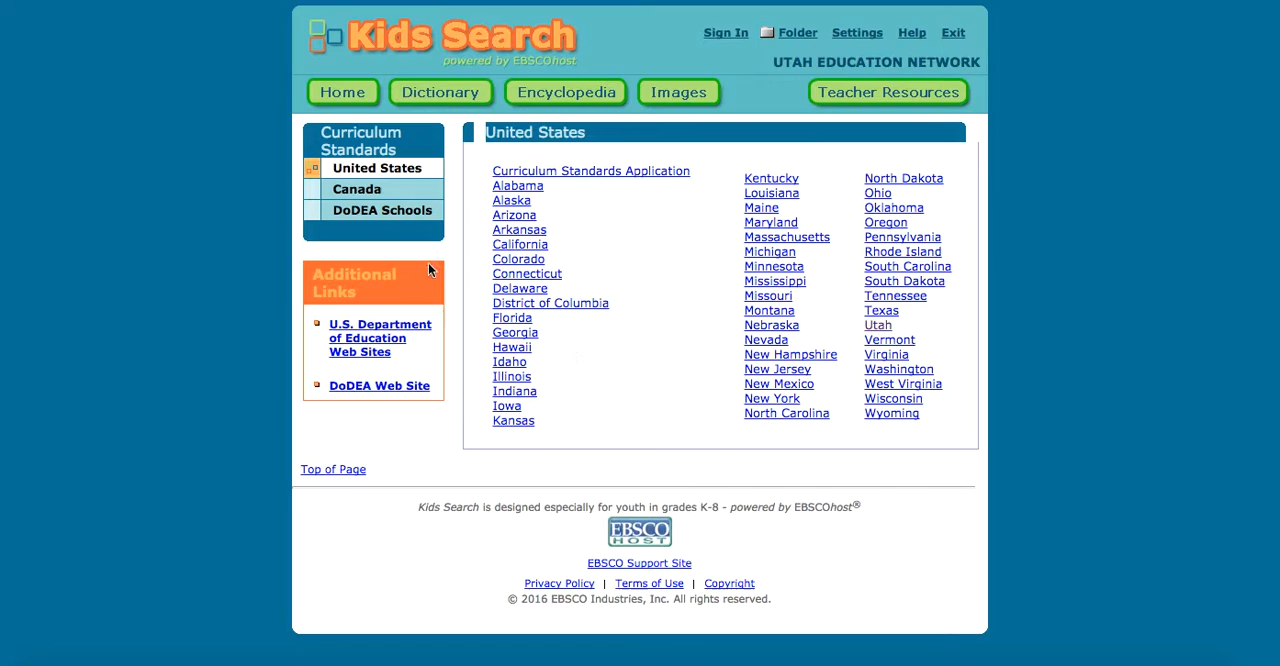 Kids Search
powered by EBSCOhost
Sign In Folder Settings Help Exit
UTAH EDUCATION NETWORK
Home Dictionary Encyclopedia Images Teacher Resources
Curriculum
Standards
United States
Canada
DoDEA Schools
Additional
Links
U.S. Department
of Education
Web Sites
DoDEA Web Site
United States
Curriculum Standards Application
Alabama
Alaska
Arizona
Arkansas
California
Colorado
Connecticut
Delaware
District of Columbia
Florida
Georgia
Hawaii
Idaho
Illinois
Indiana
Iowa
Kansas
Kentucky
Louisiana
Maine
Maryland
Massachusetts
Michigan
Minnesota
Mississippi
Missouri
Montana
Nebraska
Nevada
New Hampshire
New Jersey
New Mexico
New York
North Carolina
North Dakota
Ohio
Oklahoma
Oregon
Pennsylvania
Rhode Island
South Carolina
South Dakota
Tennessee
Texas
Utah
Vermont
Virginia
Washington
West Virginia
Wisconsin
Wyoming
Top of Page
Kids Search is designed especially for youth in grades K-8 - powered by EBSCOhost®
EBSCO
HOST
EBSCO Support Site
Privacy Policy | Terms of Use | Copyright
© 2016 EBSCO Industries, Inc. All rights reserved.